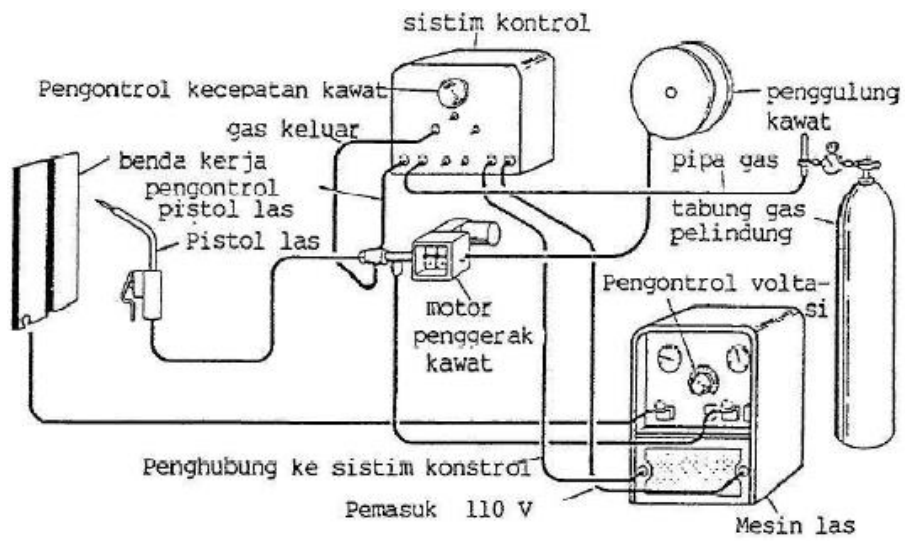 sistim kontrol
Pengontrol kecepatan kawat
gas keluar
benda kerja
pengontrol
pistol las
Pistol las
penggulung
kawat
pipa gas
tabung gas
pelindung
motor
penggerak
kawat
Pengontrol volta-
si
Penghubung ke sistim konstrol
Pemasuk 110 V
Mesin las